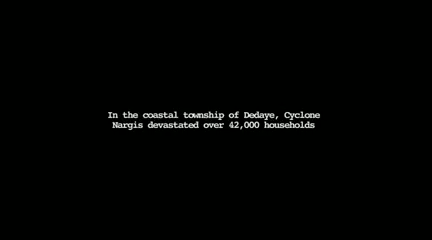 In the coastal township of Dedaye, Cyclone
Nargis devastated over 42,000 households